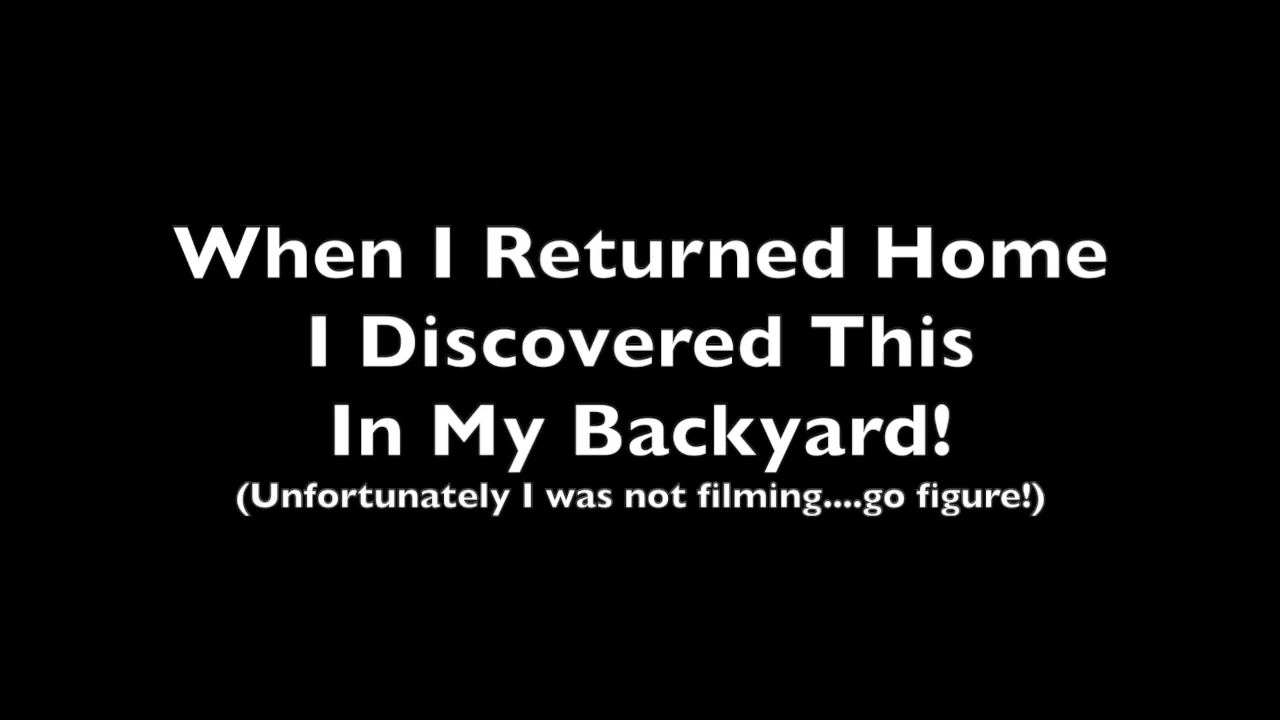 When I Returned Home
I Discovered This
In My Backyard!
(Unfortunately I was not filming....go figure!)